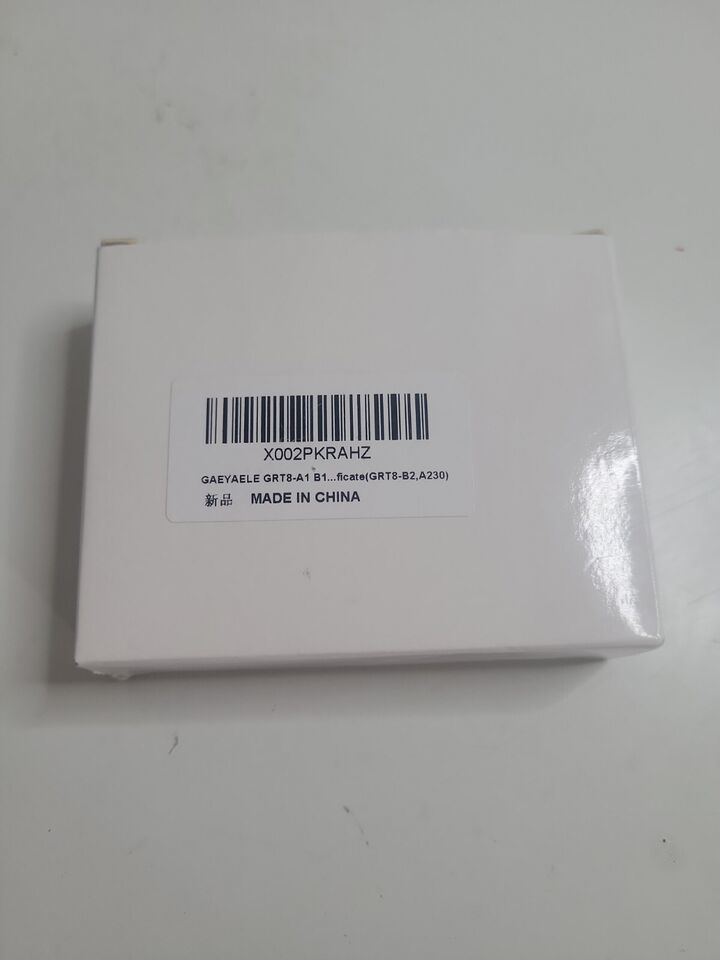 X002PKRAHZ
GAEYAELE GRT8-A1 B1...ficate(GRT8-B2,A230)
新品 MADE IN CHINA